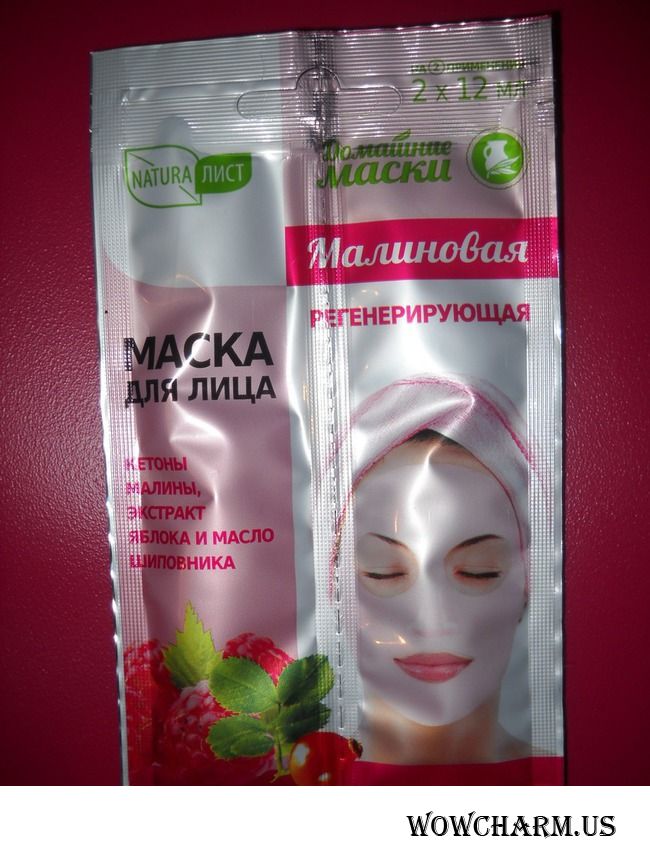 НА 2 ПРИМЕНЕНИЯ
2 x 12 мл
NATURA ЛИСТ
Домашние
маски
Малиновая
РЕГЕНЕРИРУЮЩАЯ
МАСКА
ДЛЯ ЛИЦА
КЕТОНЫ
МАЛИНЫ,
ЭКСТРАКТ
ЯБЛОКА И МАСЛО
ШИПОВНИКА
WOWCHARM.US